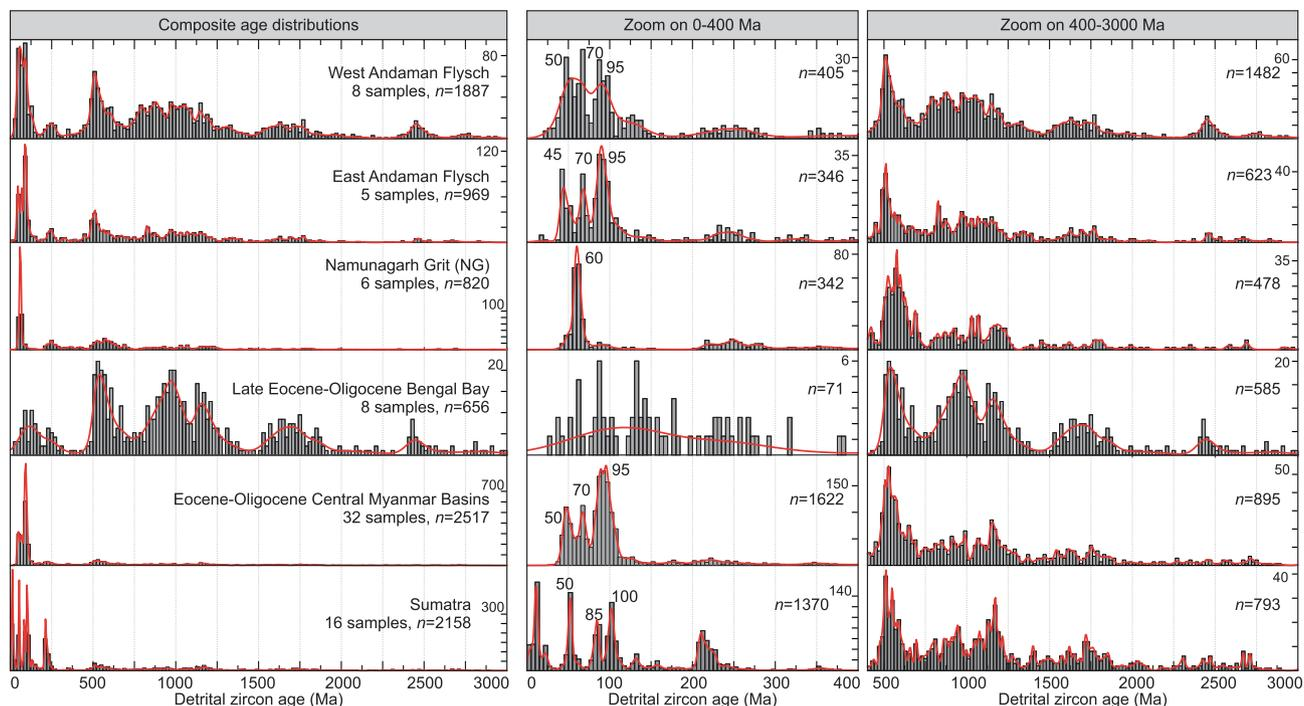 Composite age distributions
Zoom on 0-400 Ma
Zoom on 400-3000 Ma
80
West Andaman Flysch
8 samples, n=1887
50
70
95
30
n=405
60
n=1482
120
East Andaman Flysch
5 samples, n=969
45
70
95
35
n=346
n=623
40
Namunagarh Grit (NG)
6 samples, n=820
100
60
80
n=342
35
n=478
20
Late Eocene-Oligocene Bengal Bay
8 samples, n=656
6
n=71
20
n=585
700
Eocene-Oligocene Central Myanmar Basins
32 samples, n=2517
50
70
95
150
n=1622
50
n=895
Sumatra
300
16 samples, n=2158
50
85
100
140
n=1370
40
n=793
0 500 1000 1500 2000 2500 3000
0 100 200 300 400
500 1000 1500 2000 2500 3000
Detrital zircon age (Ma)
Detrital zircon age (Ma)
Detrital zircon age (Ma)